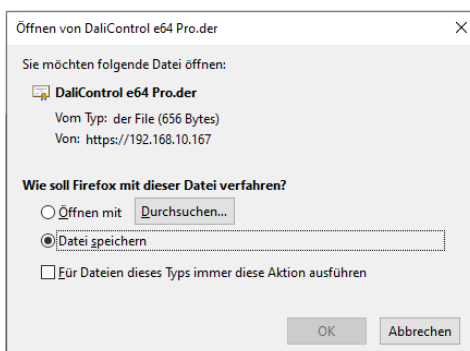 Öffnen von DaliControl e64 Pro.der
Sie möchten folgende Datei öffnen:
DaliControl e64 Pro.der
Vom Typ: der File (656 Bytes)
Von: https://192.168.10.167
Wie soll Firefox mit dieser Datei verfahren?
Öffnen mit Durchsuchen...
Datei speichern
Für Dateien dieses Typs immer diese Aktion ausführen
OK Abbrechen